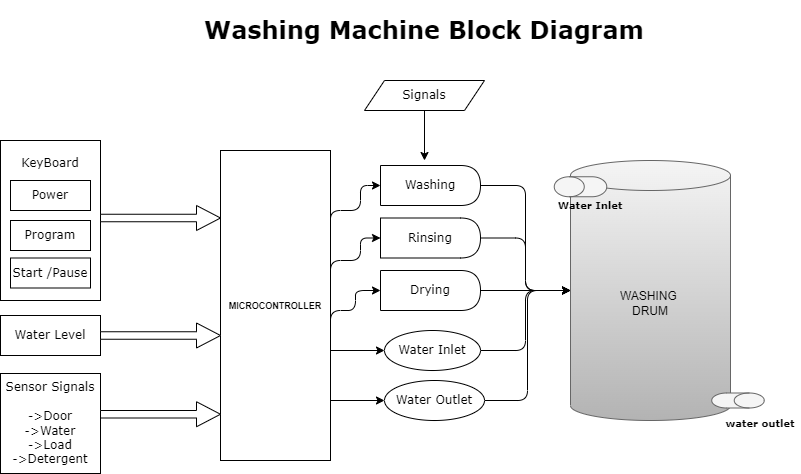 Washing Machine Block Diagram
Signals
KeyBoard
Power
Program
Start /Pause
Water Level
Sensor Signals
->Door
->Water
->Load
->Detergent
MICROCONTROLLER
Washing
Rinsing
Drying
Water Inlet
Water Outlet
Water Inlet
WASHING
DRUM
water outlet